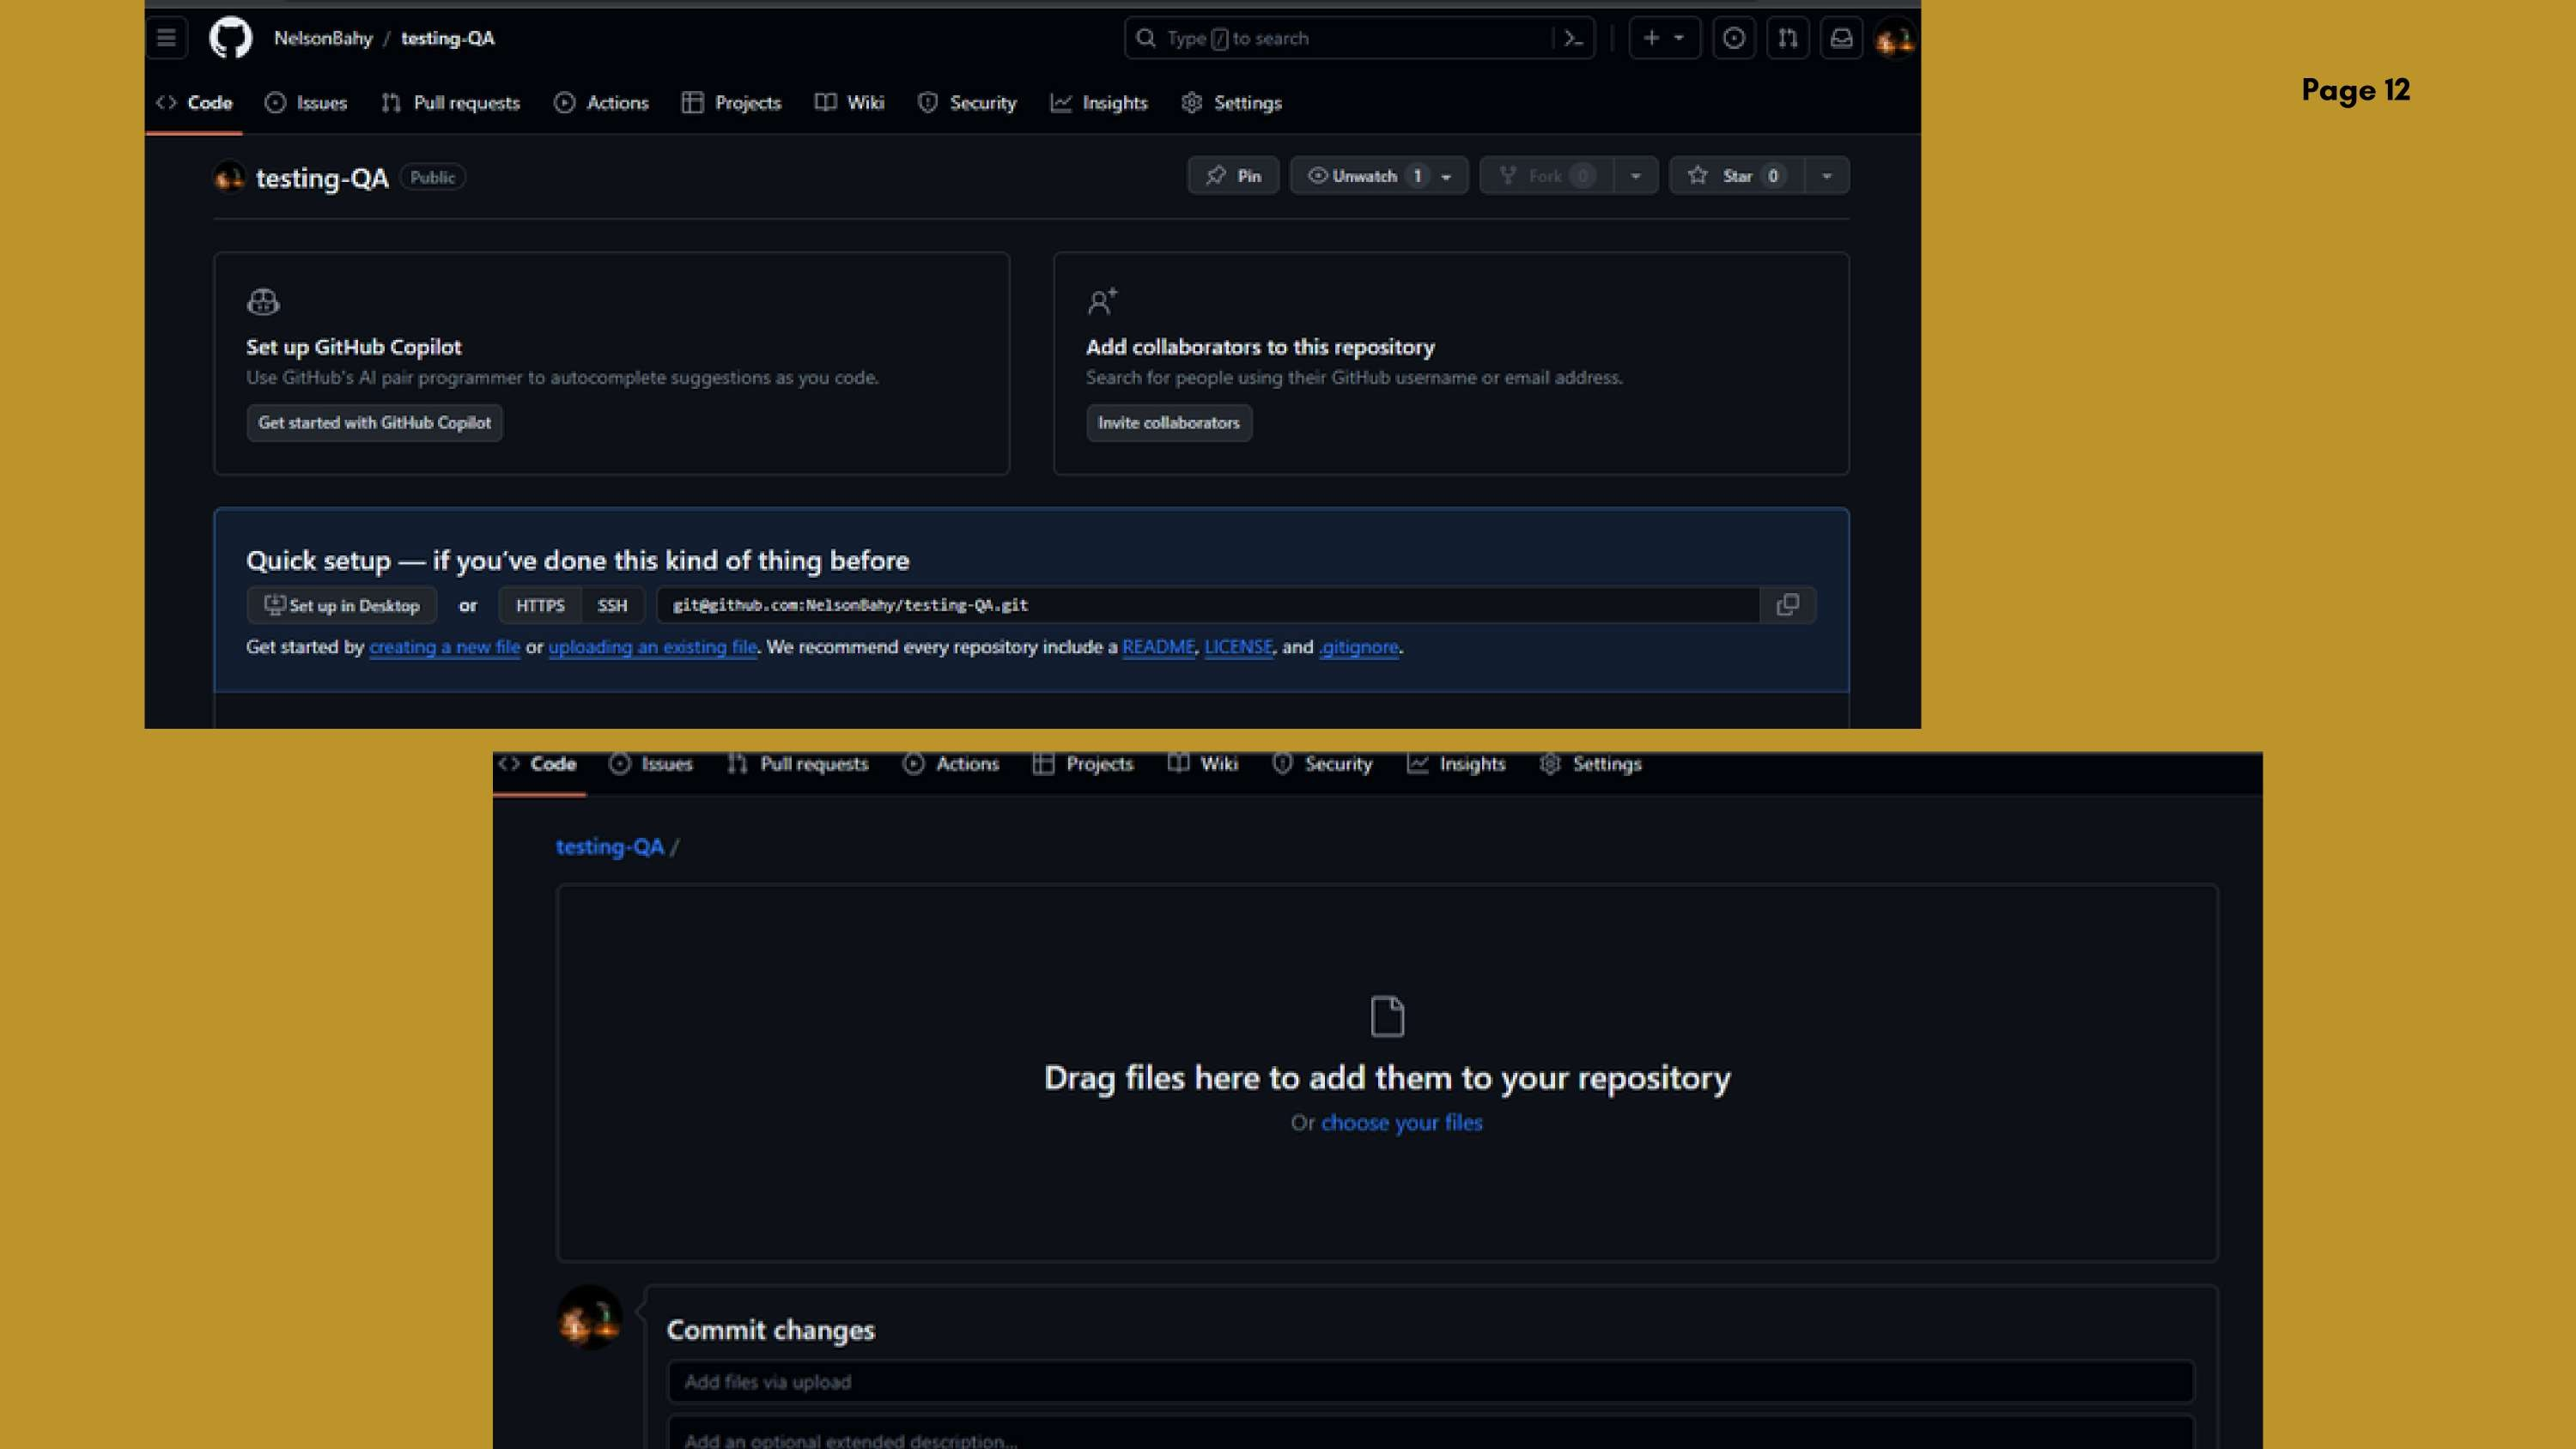 NelsonBahy / testing-QA
Type / to search
Page 12
Code Issues Pull requests Actions Projects Wiki Security Insights Settings
testing-QA Public
Pin Unwatch 1 Fork 0 Star 0
Set up GitHub Copilot
Use GitHub's AI pair programmer to autocomplete suggestions as you code.
Get started with GitHub Copilot
Add collaborators to this repository
Search for people using their GitHub username or email address.
Invite collaborators
Quick setup — if you've done this kind of thing before
Set up in Desktop or HTTPS SSH git@github.com:NelsonBahy/testing-QA.git
Get started by creating a new file or uploading an existing file. We recommend every repository include a README, LICENSE, and .gitignore.
Code Issues Pull requests Actions Projects Wiki Security Insights Settings
testing-QA /
Drag files here to add them to your repository
Or choose your files
Commit changes
Add files via upload
Add an optional extended description...